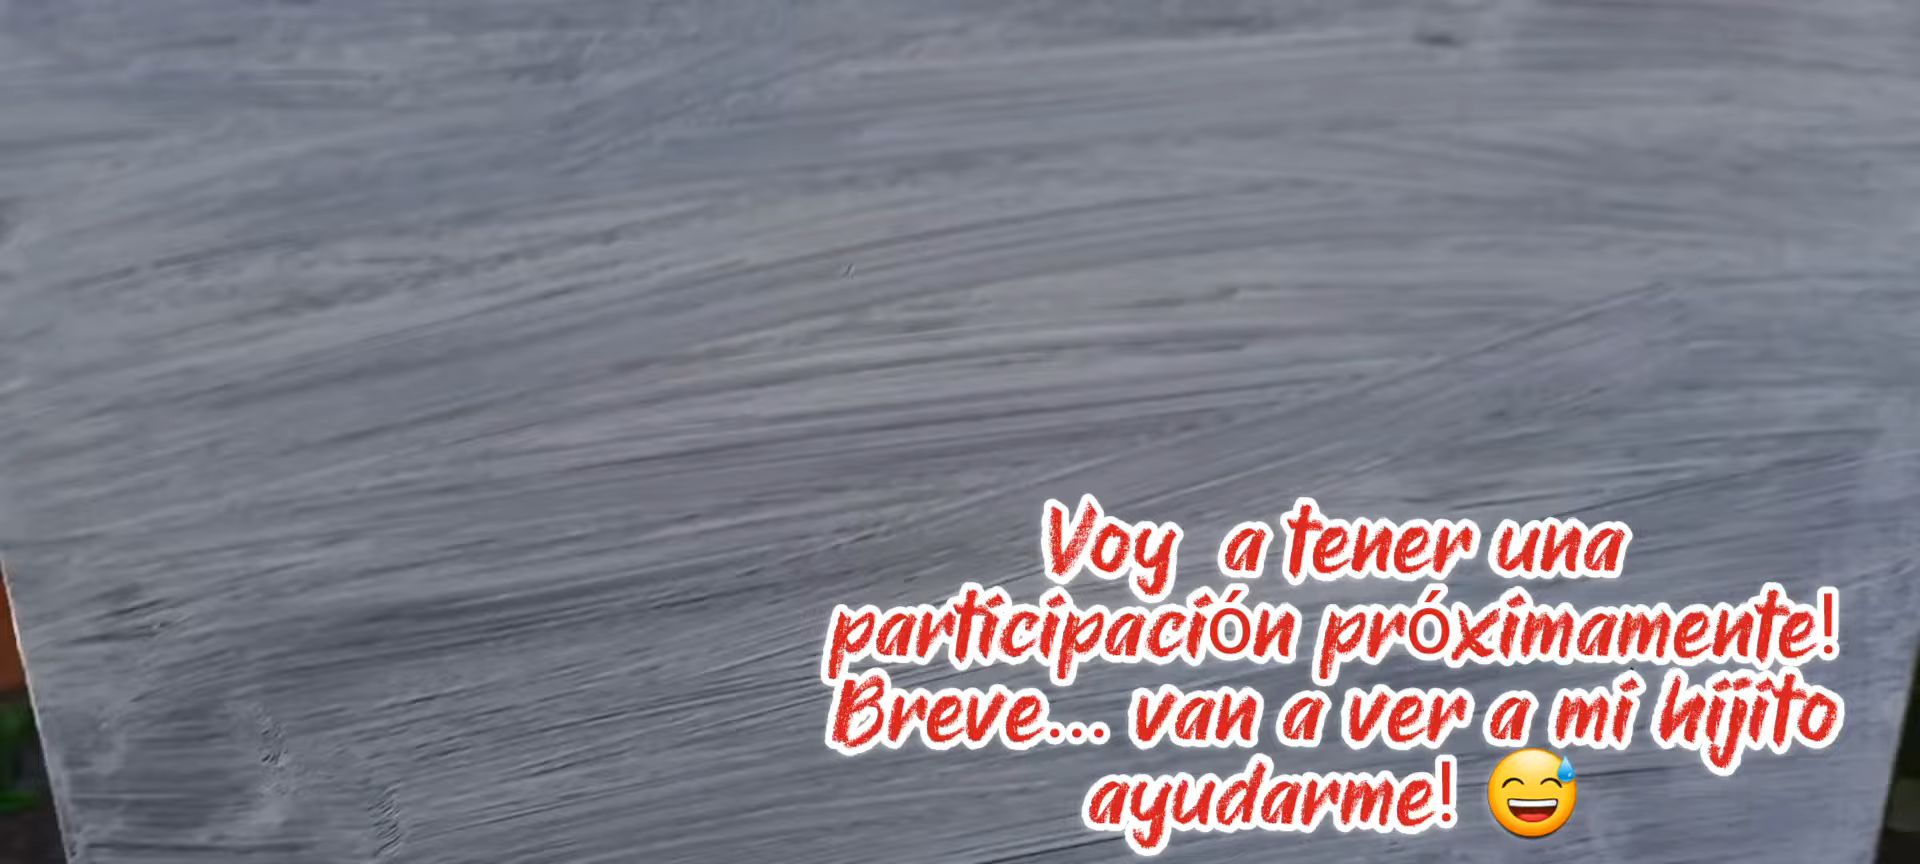 Voy a tener una
participación próximamente!
Breve... van a ver a mi hijito
ayudarme! 😅